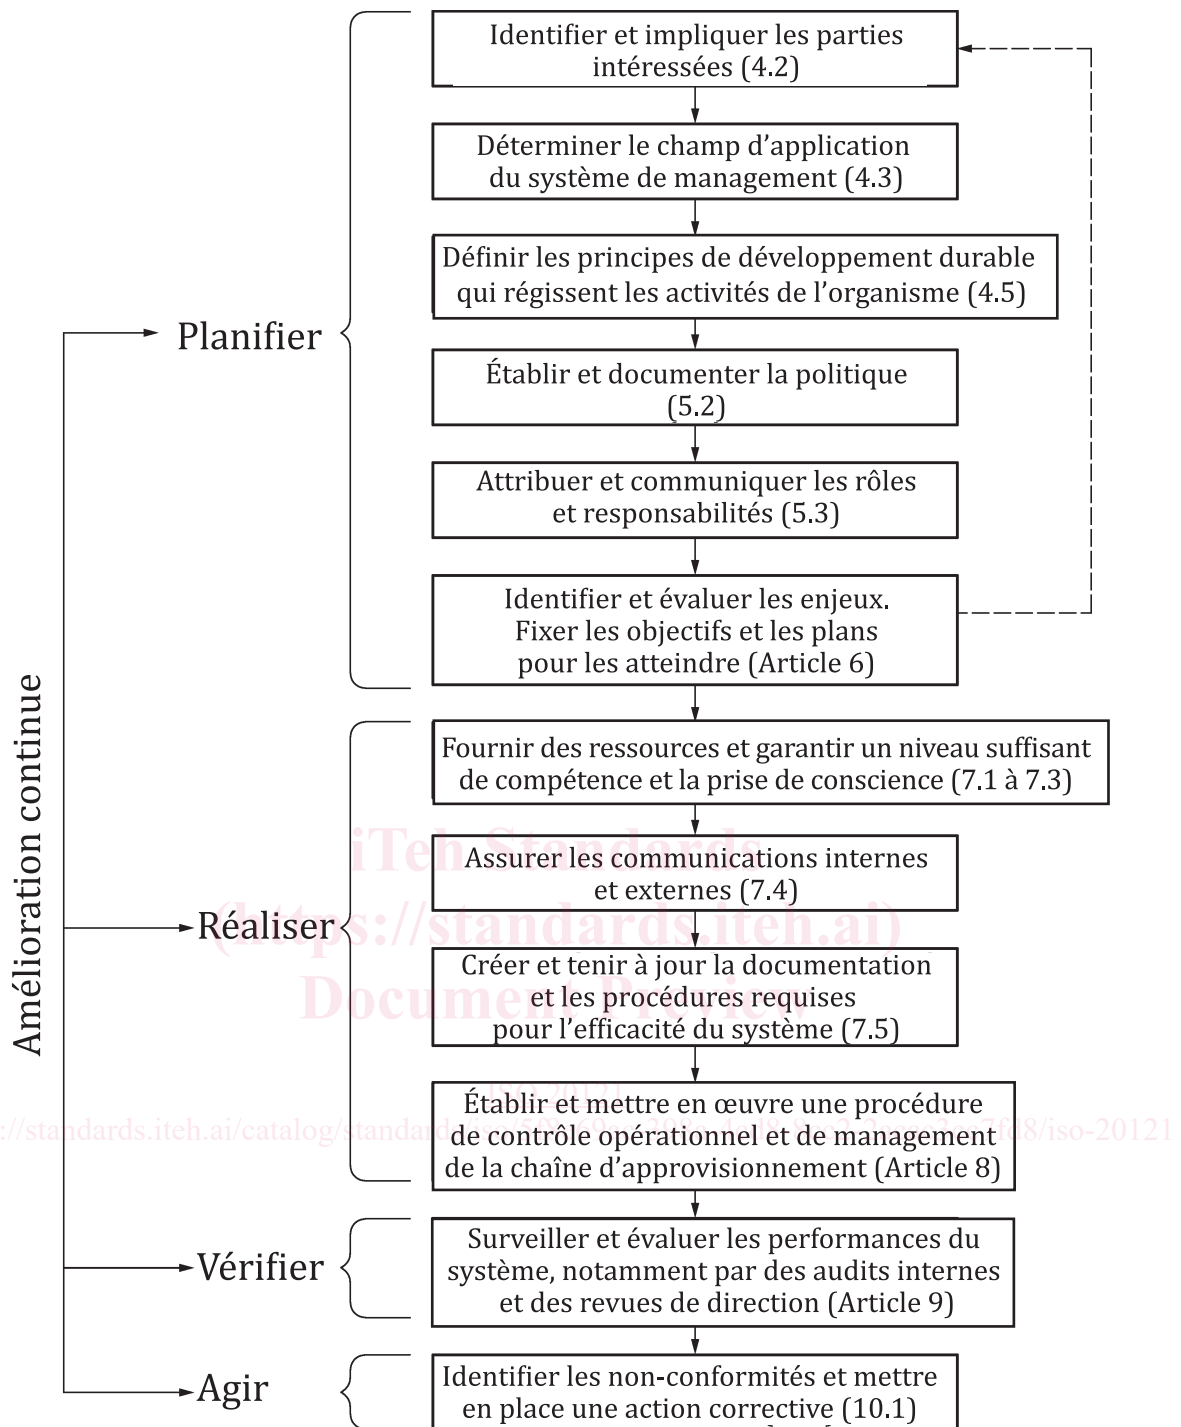 Identifier et impliquer les parties
intéressées (4.2)
Déterminer le champ d'application
du système de management (4.3)
Définir les principes de développement durable
qui régissent les activités de l'organisme (4.5)
Planifier
Établir et documenter la politique
(5.2)
Attribuer et communiquer les rôles
et responsabilités (5.3)
Identifier et évaluer les enjeux.
Fixer les objectifs et les plans
pour les atteindre (Article 6)
Amélioration continue
Fournir des ressources et garantir un niveau suffisant
de compétence et la prise de conscience (7.1 à 7.3)
iTeh Standards
Assurer les communications internes
et externes (7.4)
Réaliser
(https://standards.iteh.ai)
Créer et tenir à jour la documentation
et les procédures requises
pour l'efficacité du système (7.5)
Document Preview
ISO 20121
Établir et mettre en œuvre une procédure
de contrôle opérationnel et de management
de la chaîne d'approvisionnement (Article 8)
Vérifier
Surveiller et évaluer les performances du
système, notamment par des audits internes
et des revues de direction (Article 9)
Agir
Identifier les non-conformités et mettre
en place une action corrective (10.1)